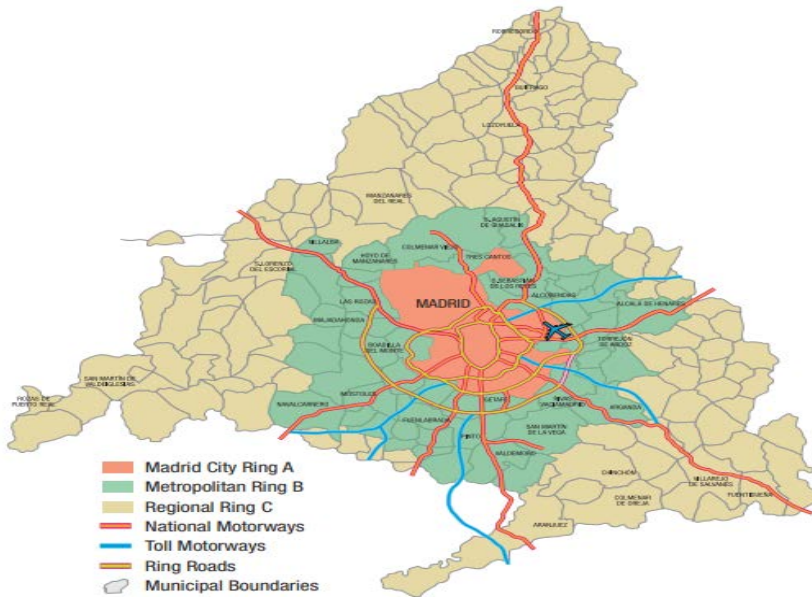 LOZOYUELA
MANZANARES
DEL REAL
S. AGUSTIN
DE GUADALIX
COLMENAR VIEJO
VILLALBA
HOYO DE
MANZANARES
TRES CANTOS
S. LORENZO
DEL ESCORIAL
S. SEBASTIAN
DE LOS REYES
ALCOBENDAS
LAS ROZAS
MADRID
ALCALA DE HENARES
MAJADAHONDA
TORREJON
DE ARDOZ
BOADILLA
DEL MONTE
SAN MARTIN DE
VALDEIGLESIAS
ROZAS DE
PUERTO REAL
MOSTOLES
NAVALCARNERO
GETAFE
RIVAS
VACIAMADRID
ARGANDA
FUENLABRADA
SAN MARTIN
DE LA VEGA
PINTO
VALDEMORO
CHINCHON
VILLAREJO
DE SALVANES
COLMENAR
DE OREJA
FUENTIDUEÑA
ARANJUEZ
Madrid City Ring A
Metropolitan Ring B
Regional Ring C
National Motorways
Toll Motorways
Ring Roads
Municipal Boundaries